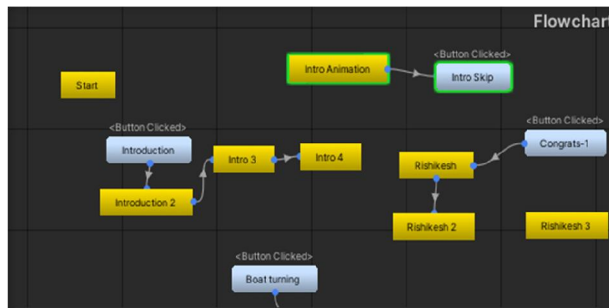 Flowchart
<Button Clicked>
Intro Animation
Intro Skip
Start
<Button Clicked>
<Button Clicked>
Introduction
Intro 3
Intro 4
Congrats-1
Rishikesh
Introduction 2
Rishikesh 2
Rishikesh 3
<Button Clicked>
Boat turning